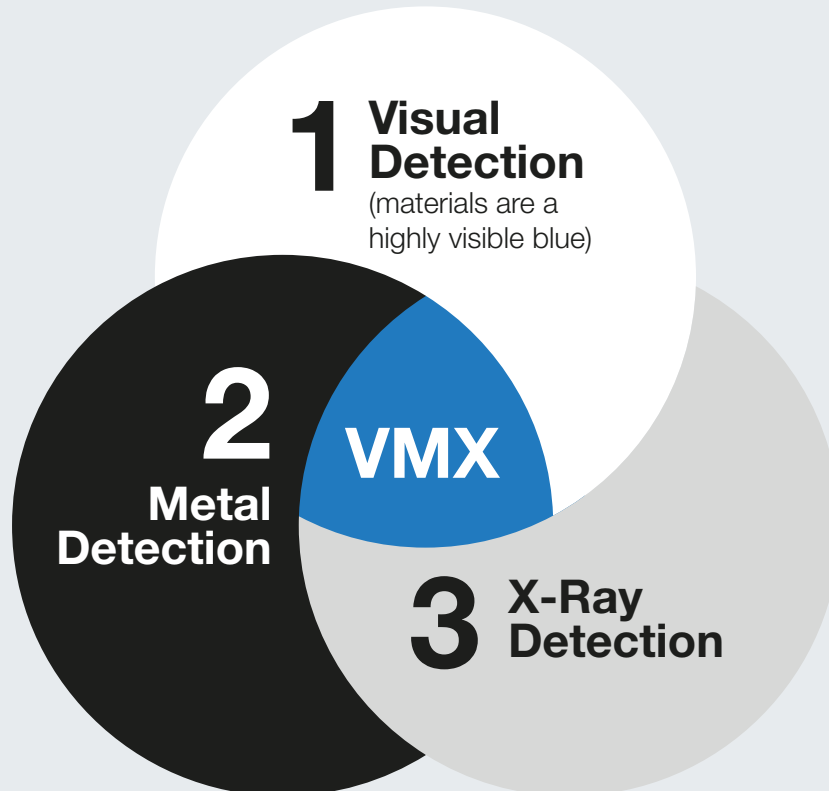 1
Visual
Detection
(materials are a
highly visible blue)
2
Metal
Detection
VMX
3
X-Ray
Detection